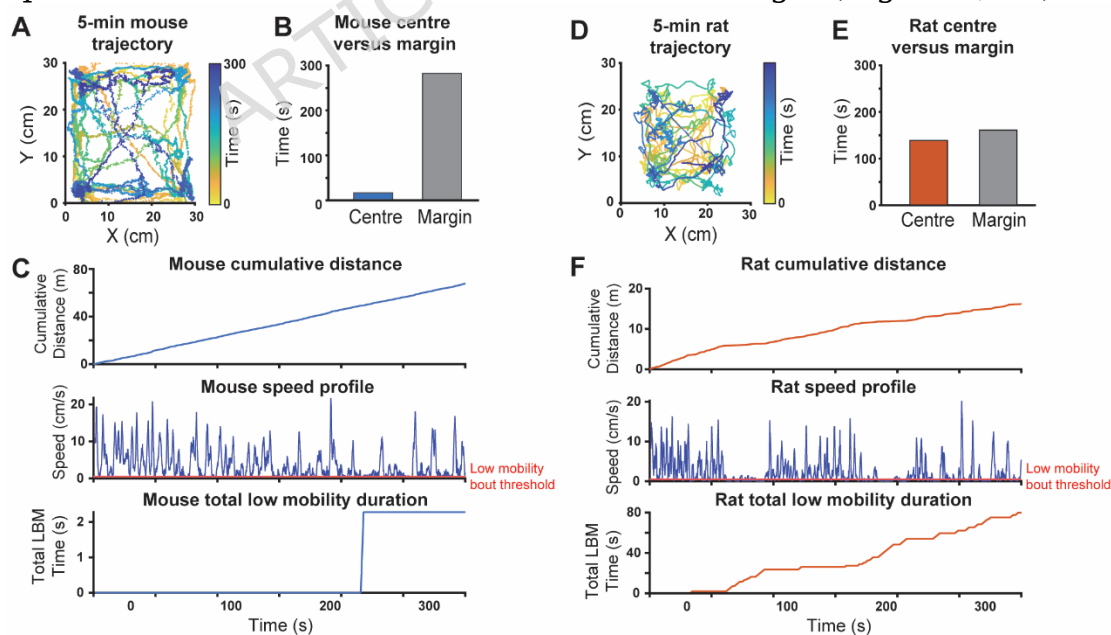 A
5-min mouse
trajectory
30
20
10
0
Y (cm)
0 10 20 30
X (cm)
300
0
Time (s)
B
Mouse centre
versus margin
300
200
100
0
Time (s)
Centre Margin
ARTIC
D
5-min rat
trajectory
30
20
10
0
Y (cm)
0 10 20 30
X (cm)
Time (s)
E
Rat centre
versus margin
300
200
100
0
Time (s)
Centre Margin
C
Mouse cumulative distance
80
40
0
Cumulative
Distance (m)
Mouse speed profile
20
10
0
Speed (cm/s)
Low mobility
bout threshold
Mouse total low mobility duration
2
1
0
Total LBM
Time (s)
0 100 200 300
Time (s)
F
Rat cumulative distance
20
10
0
Cumulative
Distance (m)
Rat speed profile
20
10
0
Speed (cm/s)
Low mobility
bout threshold
Rat total low mobility duration
80
40
0
Total LBM
Time (s)
0 100 200 300
Time (s)